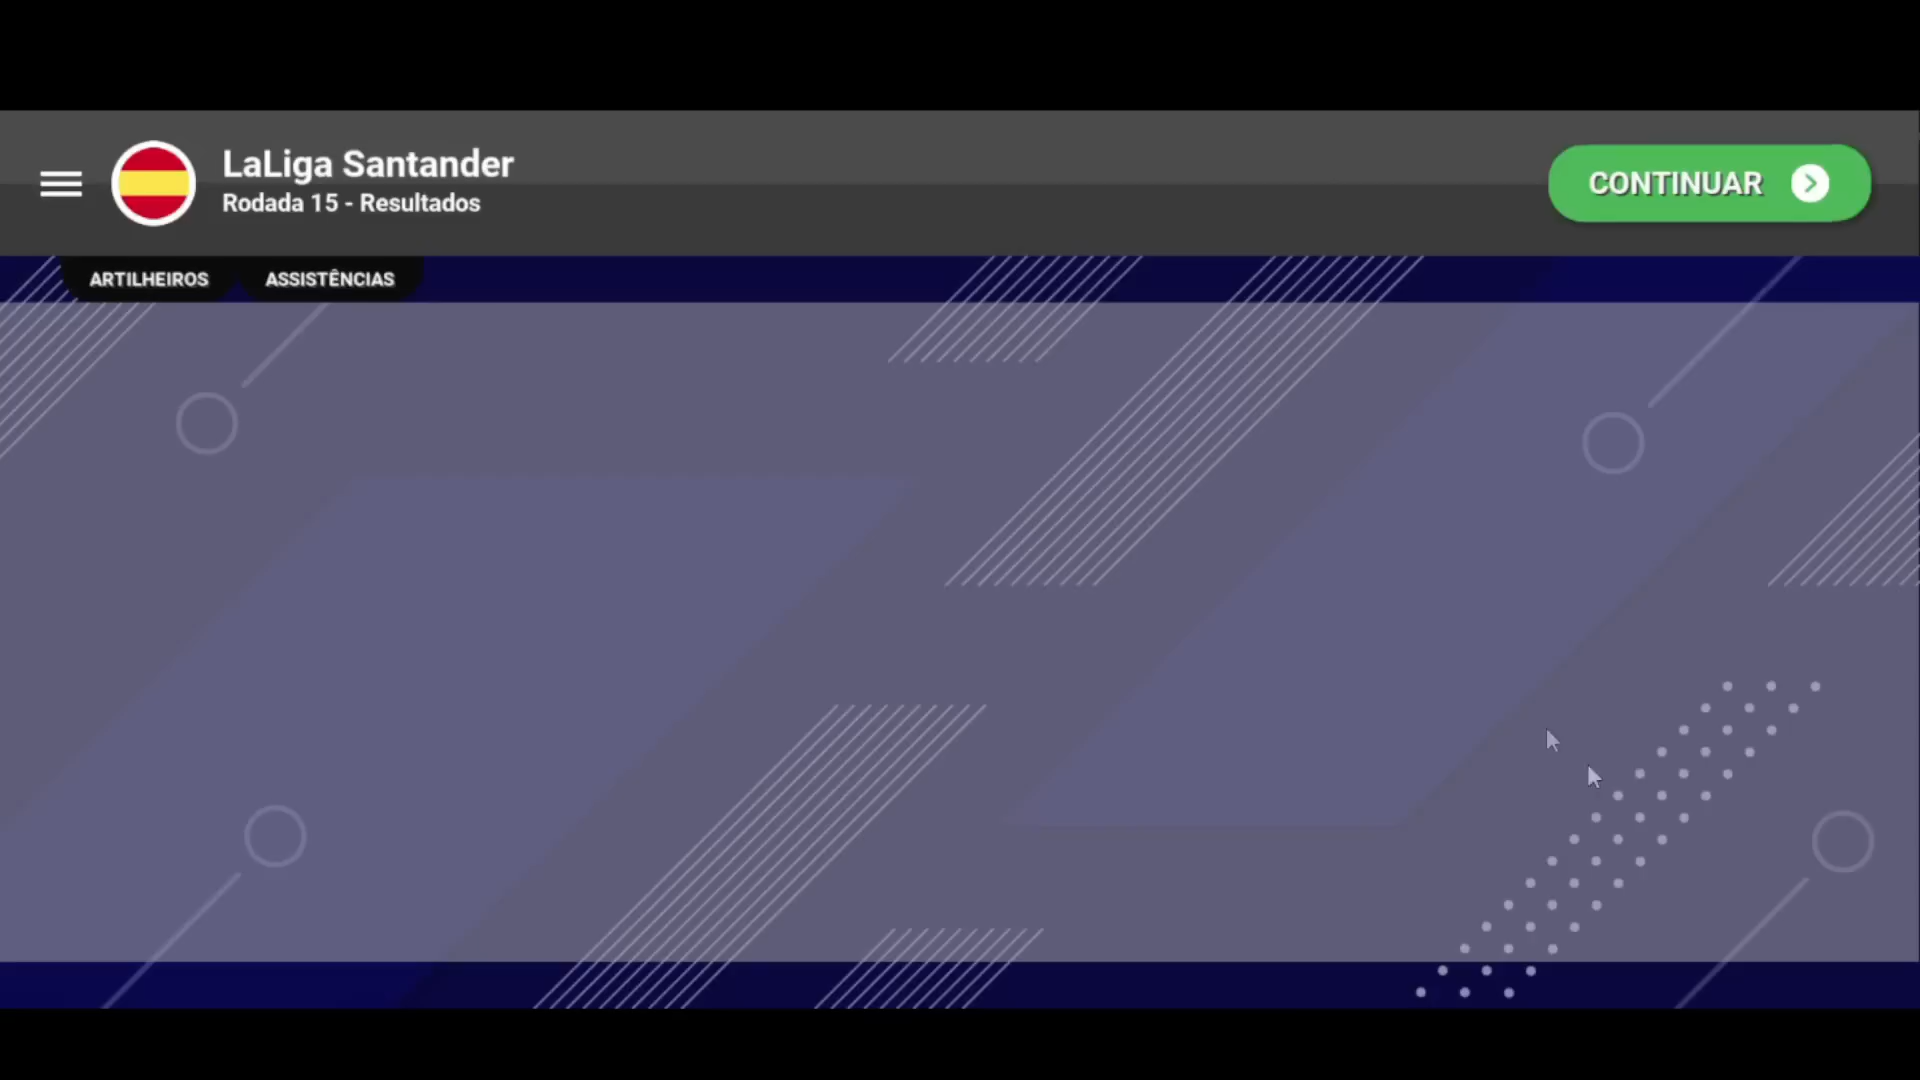 LaLiga Santander
Rodada 15 - Resultados
CONTINUAR
ARTILHEIROS
ASSISTÊNCIAS